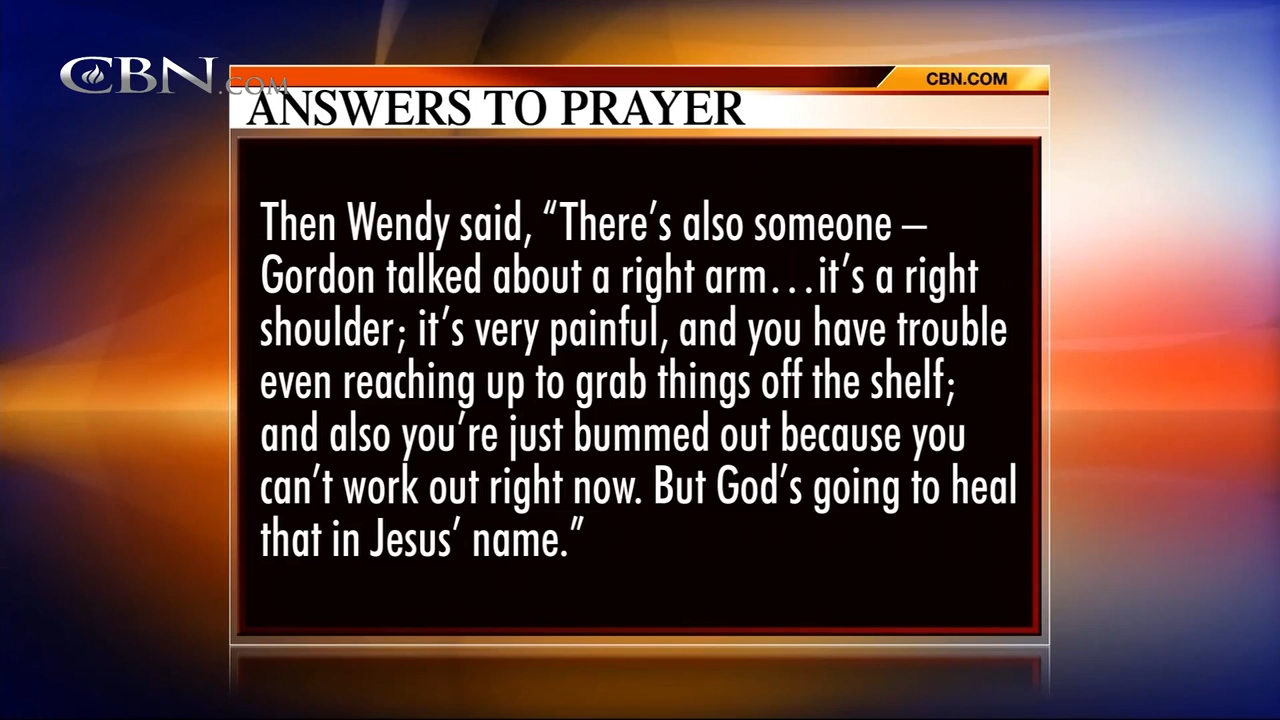 CBN.COM
CBN.COM
ANSWERS TO PRAYER
Then Wendy said, “There’s also someone –
Gordon talked about a right arm…it’s a right
shoulder; it’s very painful, and you have trouble
even reaching up to grab things off the shelf;
and also you’re just bummed out because you
can’t work out right now. But God’s going to heal
that in Jesus’ name.”